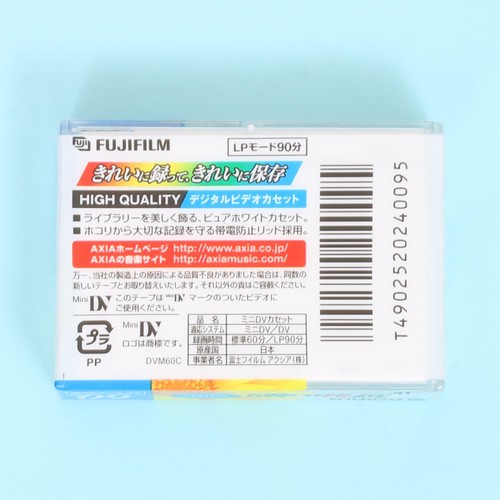 Fuji FUJIFILM
LPモード90分
きれいに録って、きれいに保存
HIGH QUALITY デジタルビデオカセット
■ ライブラリーを美しく飾る、ピュアホワイトカセット。
■ ホコリから大切な記録を守る帯電防止リッド採用。
AXIAホームページ http://www.axia.co.jp/
AXIAの音楽サイト http://axiamusic.com/
万一、当社の製造上の原因による品質不良がありました場合は、同数の
新しいテープとお取り替えいたします。それ以外の責はご容赦ください。
Mini DV このテープは Mini DV マークのついたビデオに
ご使用ください。
プラ
PP
Mini DV
ロゴは商標です。
DVM60C
品名 ミニDVカセット
適応システム ミニDV/DV
録画時間 標準60分/LP90分
原産国 日本
事業者名 富士フイルム アクシア(株)
T4902520240095